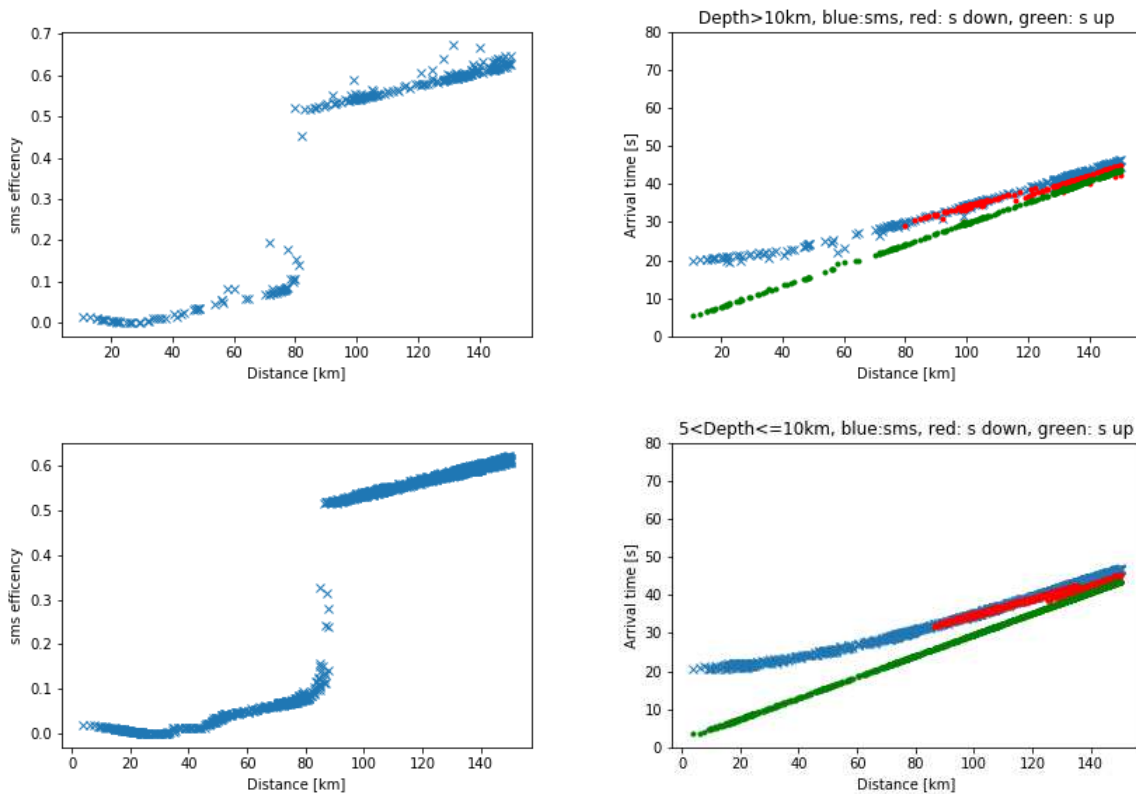 0.7
0.6
0.5
0.4
0.3
0.2
0.1
0.0
sms efficency
20 40 60 80 100 120 140
Distance [km]
Depth>10km, blue:sms, red: s down, green: s up
80
70
60
50
40
30
20
10
0
Arrival time [s]
20 40 60 80 100 120 140
Distance [km]
0.6
0.5
0.4
0.3
0.2
0.1
0.0
sms efficency
0 20 40 60 80 100 120 140
Distance [km]
5<Depth<=10km, blue:sms, red: s down, green: s up
80
70
60
50
40
30
20
10
0
Arrival time [s]
0 20 40 60 80 100 120 140
Distance [km]